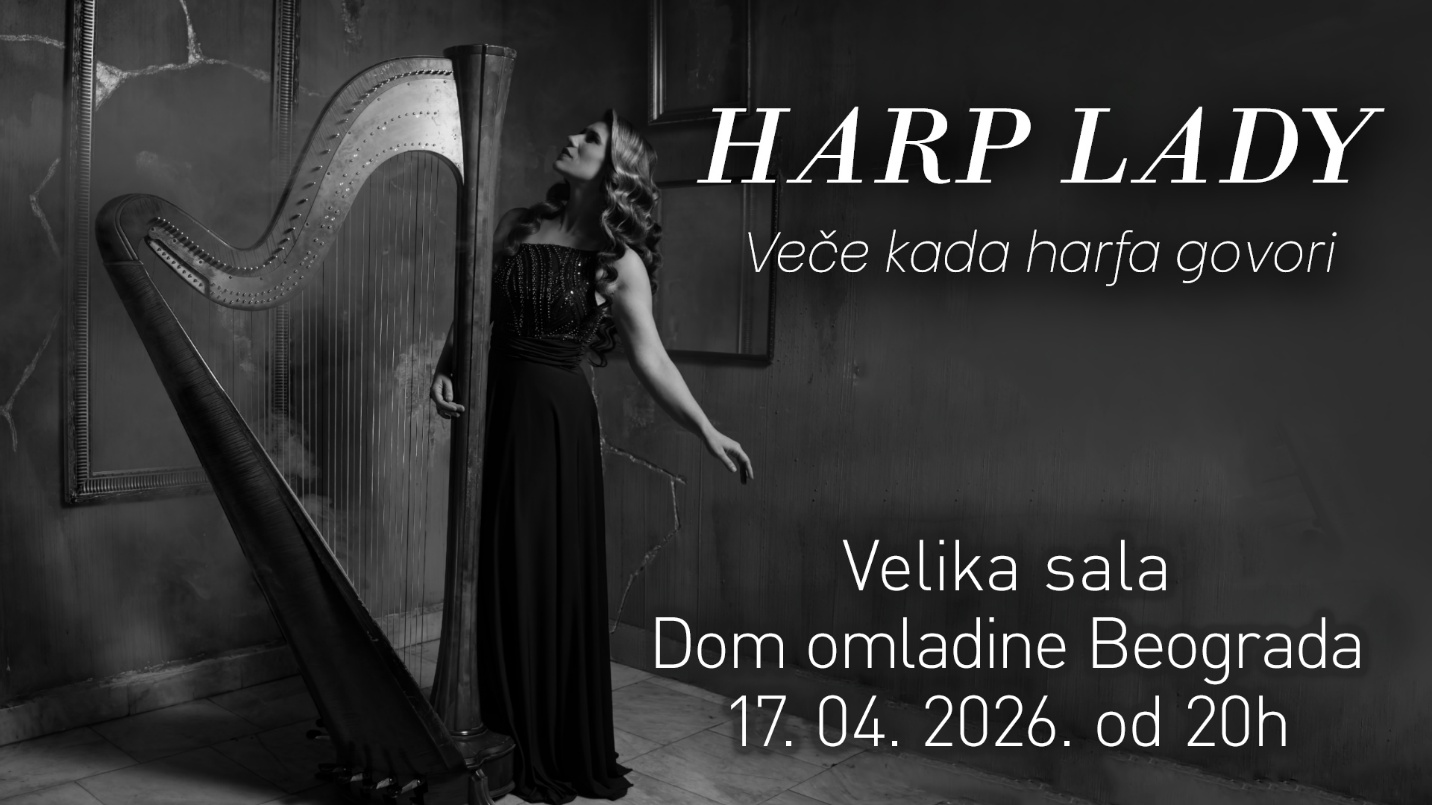 HARP LADY
Veče kada harfa govori
Velika sala
Dom omladine Beograda
17. 04. 2026. od 20h